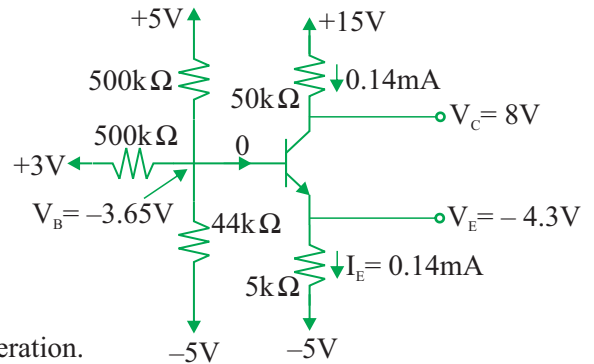 +5V
+15V
500kΩ
50kΩ
0.14mA
V_C= 8V
500kΩ
0
+3V
V_B= –3.65V
44kΩ
V_E= – 4.3V
I_E= 0.14mA
5kΩ
eration.
–5V
–5V